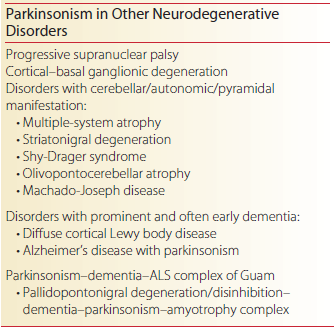 Parkinsonism in Other Neurodegenerative
Disorders
Progressive supranuclear palsy
Cortical–basal ganglionic degeneration
Disorders with cerebellar/autonomic/pyramidal
manifestation:
• Multiple-system atrophy
• Striatonigral degeneration
• Shy-Drager syndrome
• Olivopontocerebellar atrophy
• Machado-Joseph disease
Disorders with prominent and often early dementia:
• Diffuse cortical Lewy body disease
• Alzheimer's disease with parkinsonism
Parkinsonism–dementia–ALS complex of Guam
• Pallidopontonigral degeneration/disinhibition–
dementia–parkinsonism–amyotrophy complex